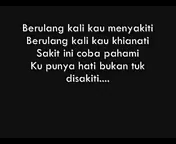 Berulang kali kau menyakiti
Berulang kali kau khianati
Sakit ini coba pahami
Ku punya hati bukan tuk
disakiti....